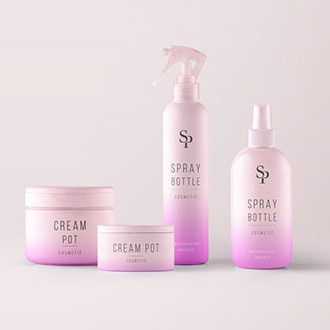 CREAM
POT
COSMETIC
CREAM POT
COSMETIC
SP
SPRAY
BOTTLE
COSMETIC
SP
SPRAY
BOTTLE
COSMETIC